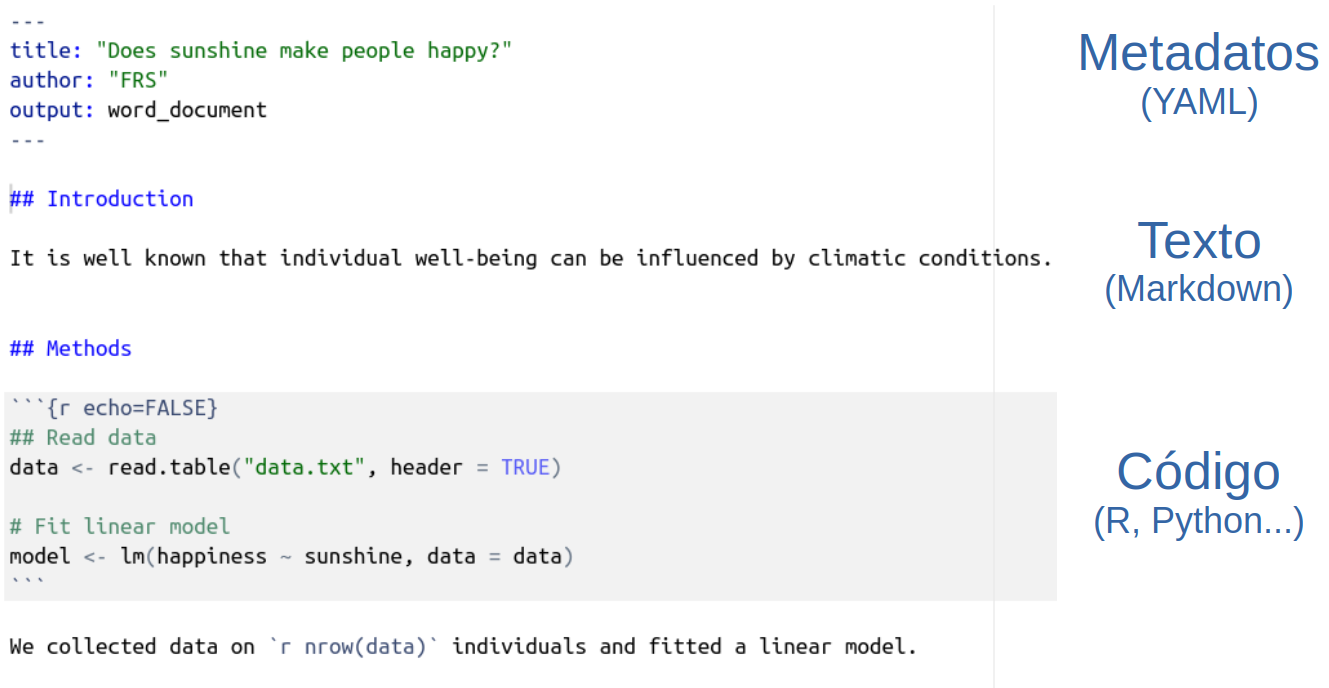 ---
title: "Does sunshine make people happy?"
author: "FRS"
output: word_document
---
Metadatos
(YAML)
## Introduction
It is well known that individual well-being can be influenced by climatic conditions.
Texto
(Markdown)
## Methods
```{r echo=FALSE}
## Read data
data <- read.table("data.txt", header = TRUE)
# Fit linear model
model <- lm(happiness ~ sunshine, data = data)
```
Código
(R, Python...)
We collected data on `r nrow(data)` individuals and fitted a linear model.